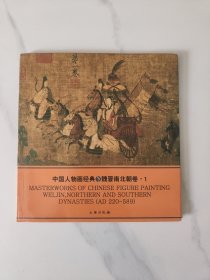 中国人物画经典·魏晋南北朝卷·1
MASTERWORKS OF CHINESE FIGURE PAINTING
WEI, JIN, NORTHERN AND SOUTHERN
DYNASTIES (AD 220-589)